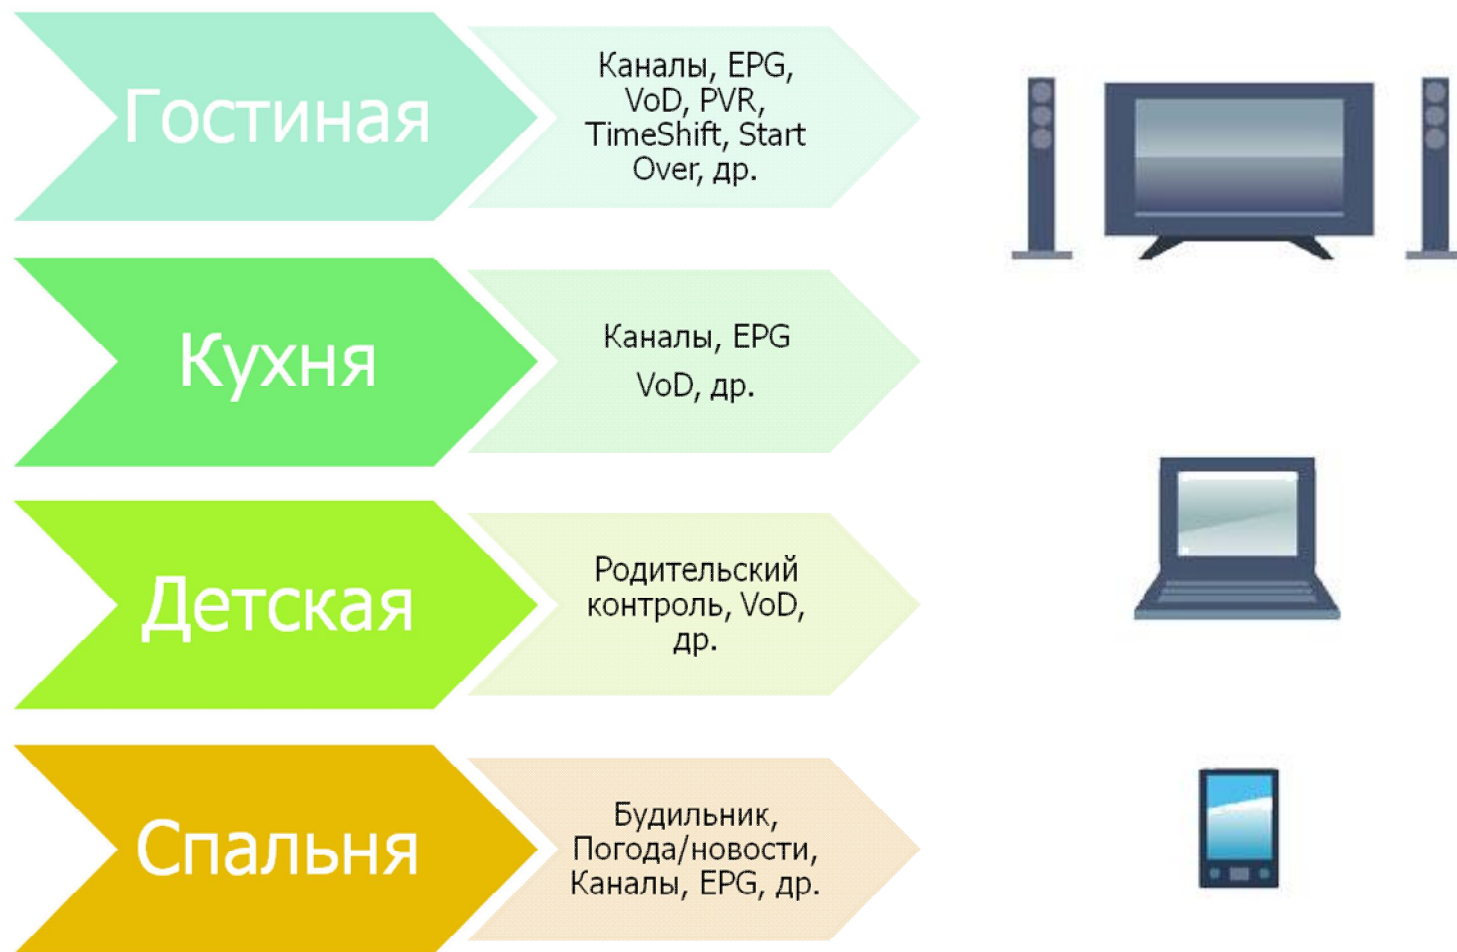 Гостиная
Каналы, EPG,
VoD, PVR,
TimeShift, Start
Over, др.
Кухня
Каналы, EPG
VoD, др.
Детская
Родительский
контроль, VoD,
др.
Спальня
Будильник,
Погода/новости,
Каналы, EPG, др.